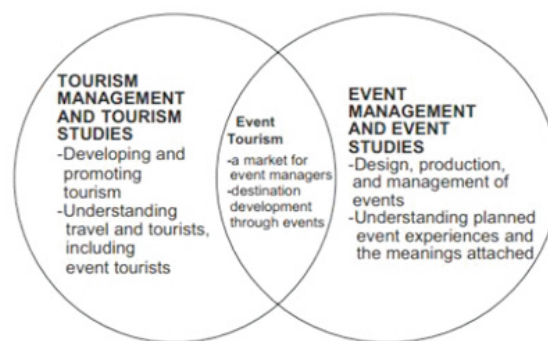 TOURISM
MANAGEMENT
AND TOURISM
STUDIES
-Developing and
promoting
tourism
-Understanding
travel and tourists,
including
event tourists
Event
Tourism
-a market for
event managers
-destination
development
through events
EVENT
MANAGEMENT
AND EVENT
STUDIES
-Design, production,
and management of
events
-Understanding planned
event experiences and
the meanings attached